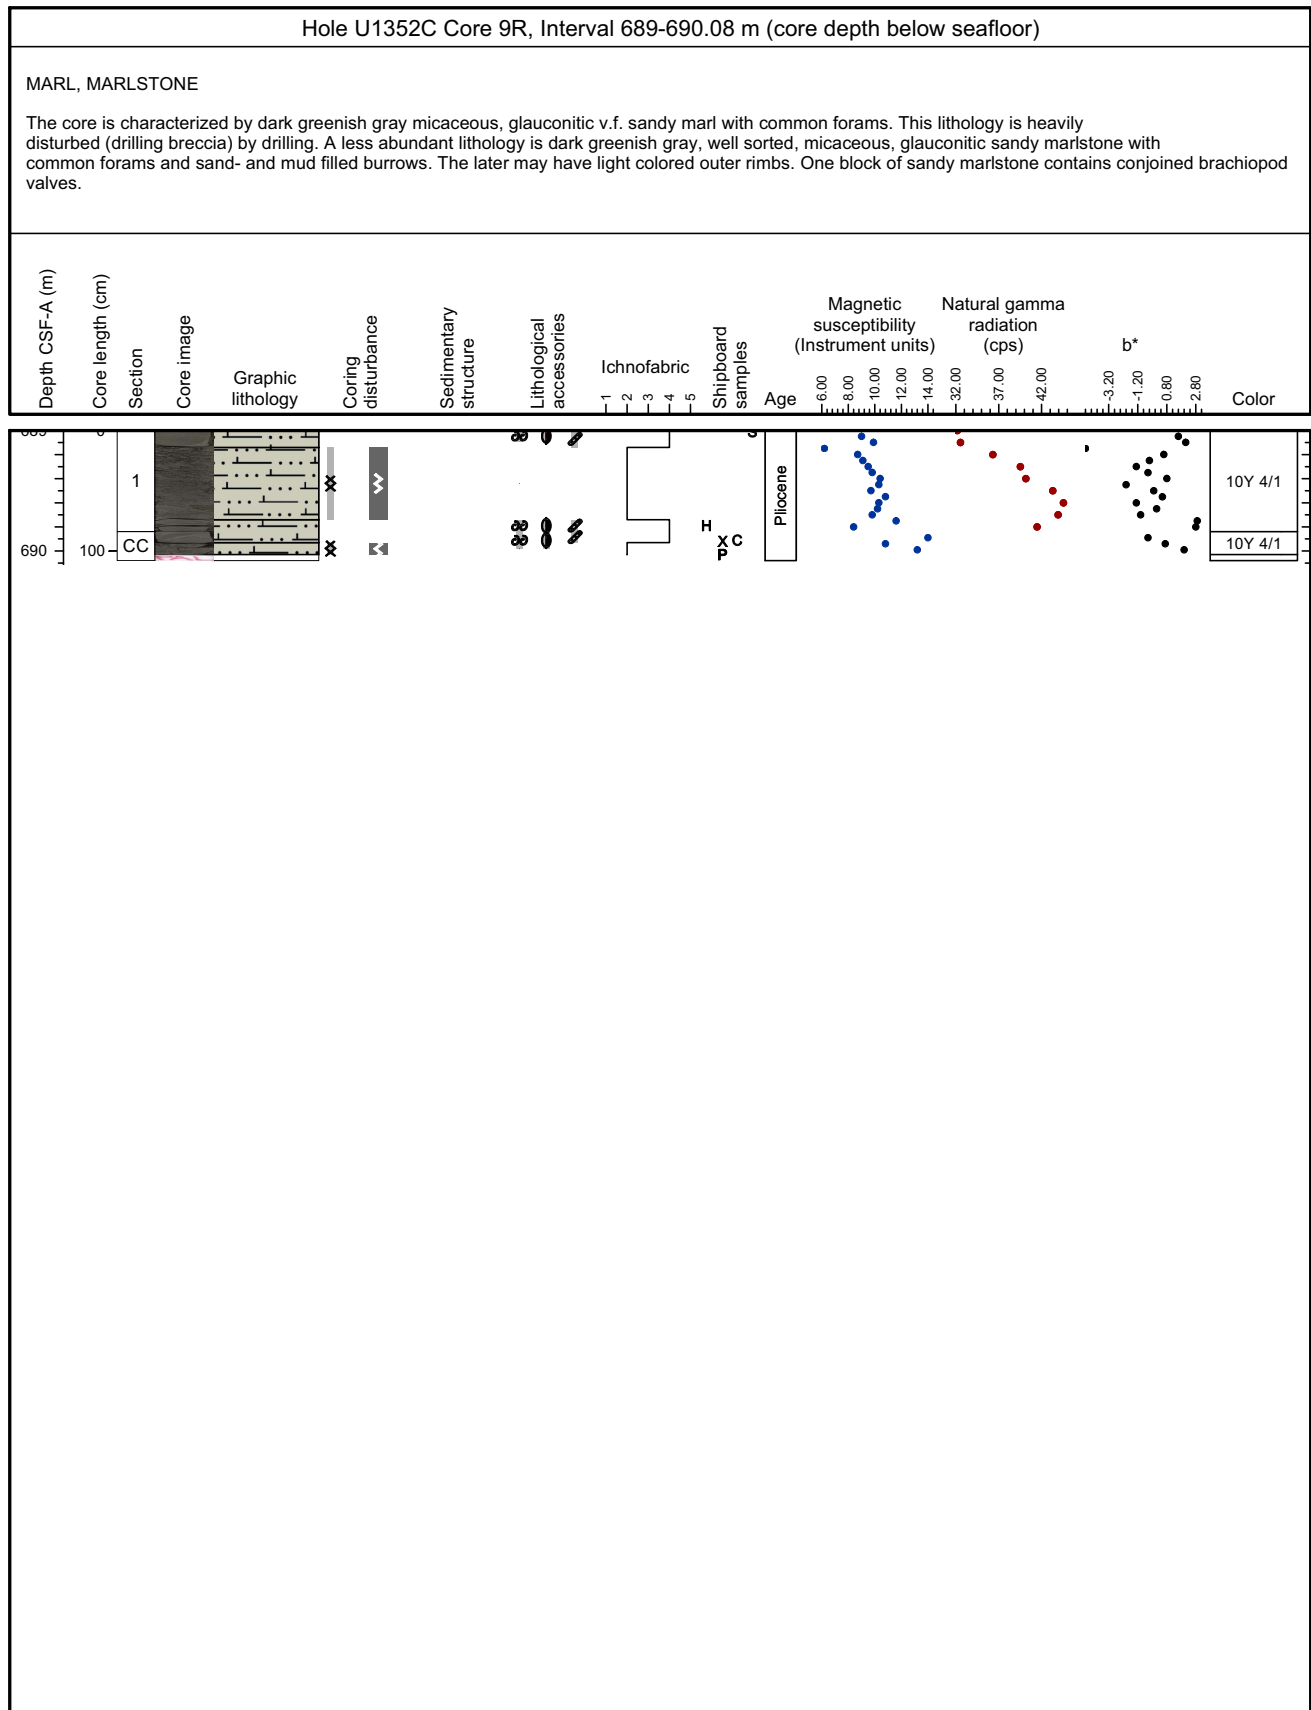 Hole U1352C Core 9R, Interval 689-690.08 m (core depth below seafloor)
MARL, MARLSTONE
The core is characterized by dark greenish gray micaceous, glauconitic v.f. sandy marl with common forams. This lithology is heavily
disturbed (drilling breccia) by drilling. A less abundant lithology is dark greenish gray, well sorted, micaceous, glauconitic sandy marlstone with
common forams and sand- and mud filled burrows. The later may have light colored outer rimbs. One block of sandy marlstone contains conjoined brachiopod
valves.
Depth CSF-A (m)
Core length (cm)
Section
Core image
Graphic
lithology
Coring
disturbance
Sedimentary
structure
Lithological
accessories
Ichnofabric
1 2 3 4 5
Shipboard
samples
Age
Magnetic
susceptibility
(Instrument units)
6.00 8.00 10.00 12.00 14.00
Natural gamma
radiation
(cps)
32.00 37.00 42.00
b*
-3.20 -1.20 0.80 2.80
Color
1
Pliocene
10Y 4/1
H
690 100 CC
X C
P
10Y 4/1